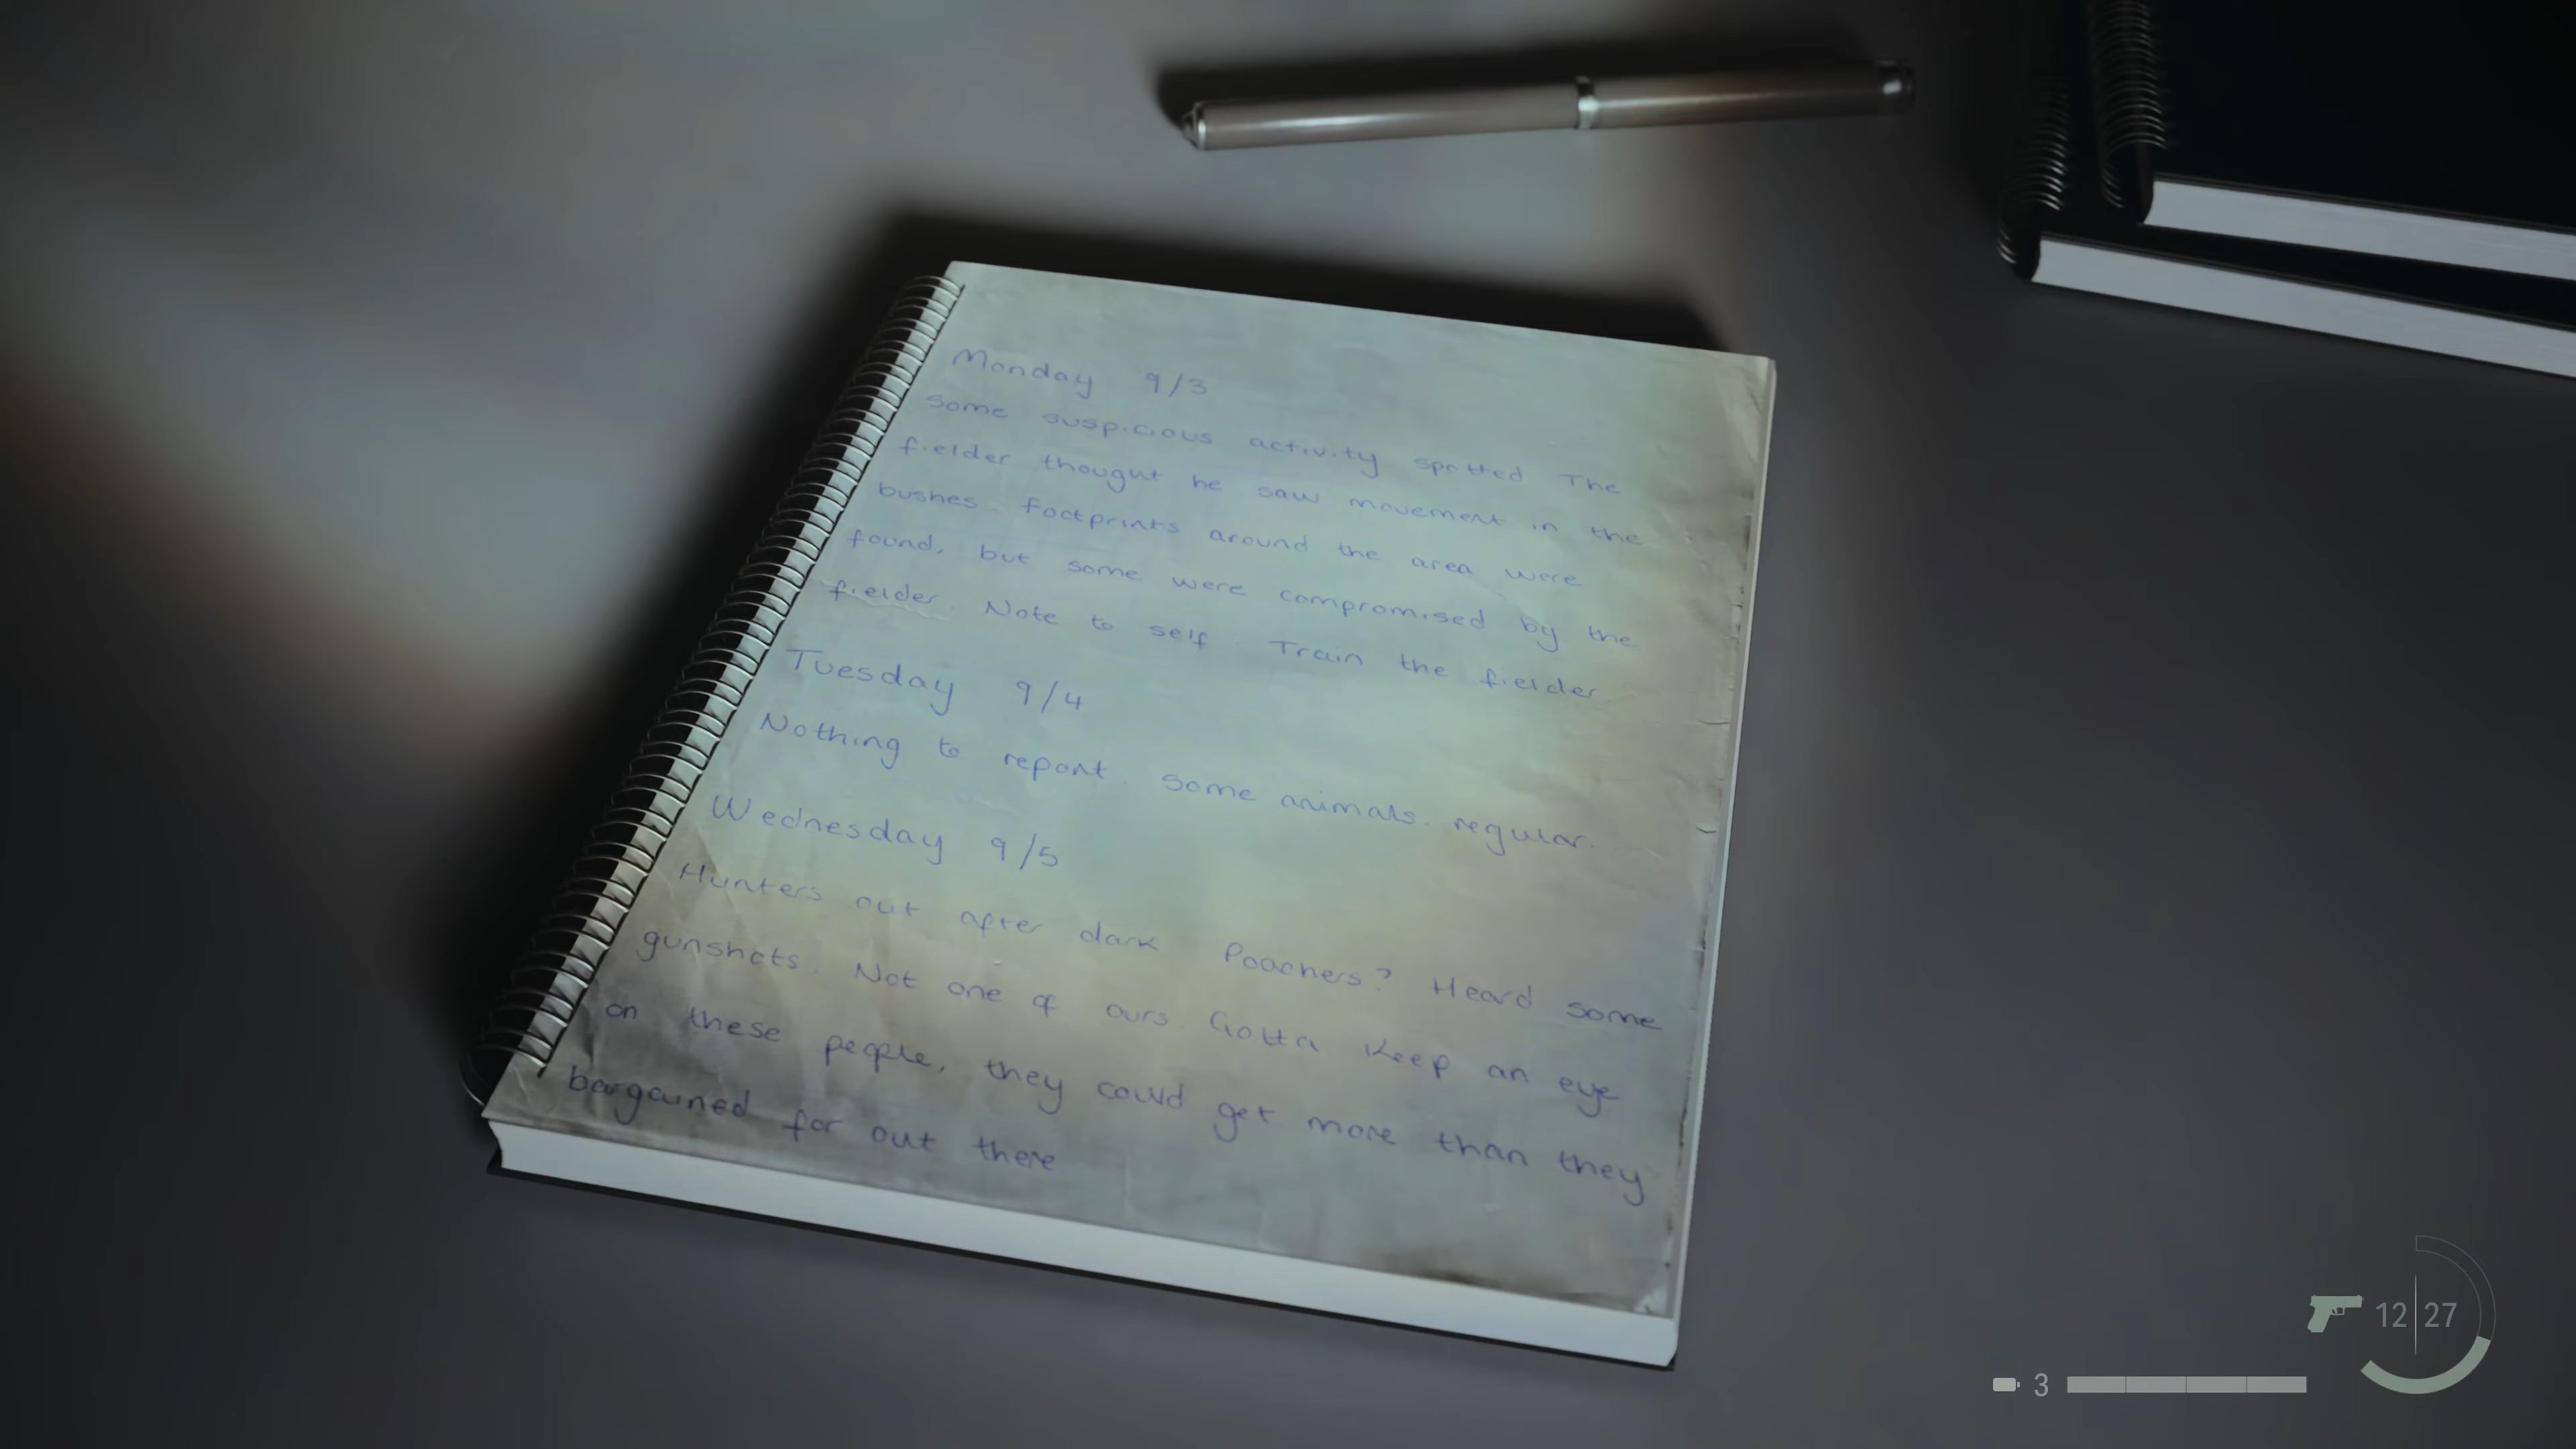 Monday 9/3
Some suspicious activity spotted The
fielder thought he saw movement in the
bushes. Footprints around the area were
found, but some were compromised by the
fielder. Note to self. Train the fielder.
Tuesday 9/4
Nothing to report. Some animals. regular.
Wednesday 9/5
Hunters out after dark Poachers? Heard some
gunshots. Not one of ours. Gotta keep an eye
on these people, they could get more than they
bargained for out there
12 27
3